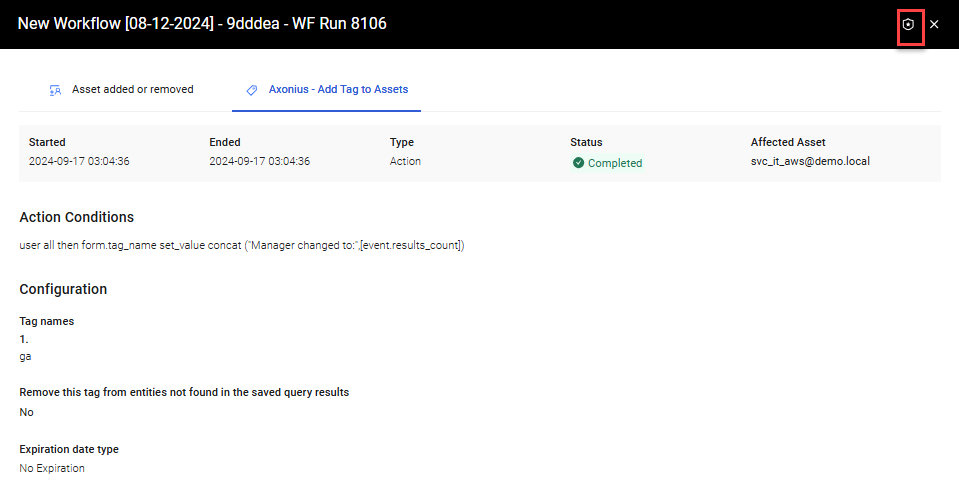 New Workflow [08-12-2024] - 9dddea - WF Run 8106
Asset added or removed
Axonius - Add Tag to Assets
Started
Ended
Type
Status
Affected Asset
2024-09-17 03:04:36
2024-09-17 03:04:36
Action
Completed
svc_it_aws@demo.local
Action Conditions
user all then form.tag_name set_value concat ("Manager changed to:",[event.results_count])
Configuration
Tag names
1.
ga
Remove this tag from entities not found in the saved query results
No
Expiration date type
No Expiration